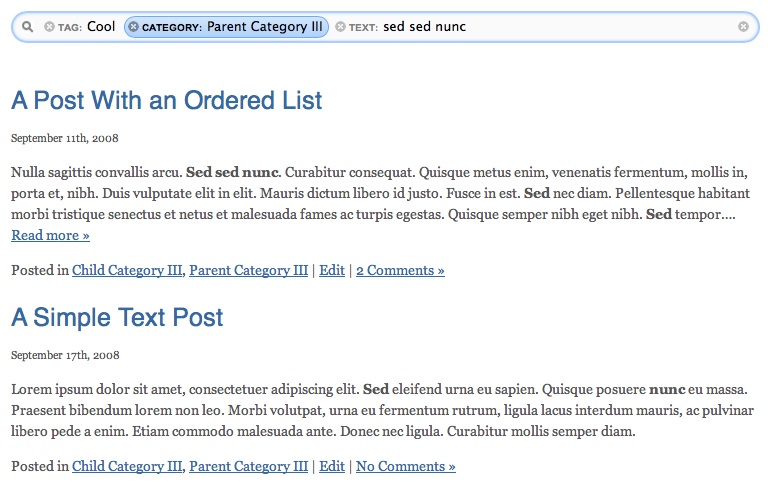 TAG: Cool CATEGORY: Parent Category III TEXT: sed sed nunc
A Post With an Ordered List
September 11th, 2008
Nulla sagittis convallis arcu. Sed sed nunc. Curabitur consequat. Quisque metus enim, venenatis fermentum, mollis in,
porta et, nibh. Duis vulputate elit in elit. Mauris dictum libero id justo. Fusce in est. Sed nec diam. Pellentesque habitant
morbi tristique senectus et netus et malesuada fames ac turpis egestas. Quisque semper nibh eget nibh. Sed tempor....
Read more »
Posted in Child Category III, Parent Category III | Edit | 2 Comments »
A Simple Text Post
September 17th, 2008
Lorem ipsum dolor sit amet, consectetuer adipiscing elit. Sed eleifend urna eu sapien. Quisque posuere nunc eu massa.
Praesent bibendum lorem non leo. Morbi volutpat, urna eu fermentum rutrum, ligula lacus interdum mauris, ac pulvinar
libero pede a enim. Etiam commodo malesuada ante. Donec nec ligula. Curabitur mollis semper diam.
Posted in Child Category III, Parent Category III | Edit | No Comments »